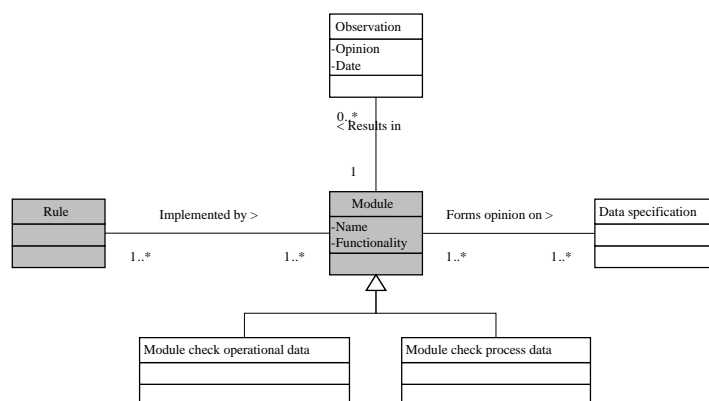 Observation
-Opinion
-Date
0..*
< Results in
1
Rule
Implemented by >
1..*
1..*
Module
-Name
-Functionality
Forms opinion on >
1..*
1..*
Data specification
Module check operational data
Module check process data